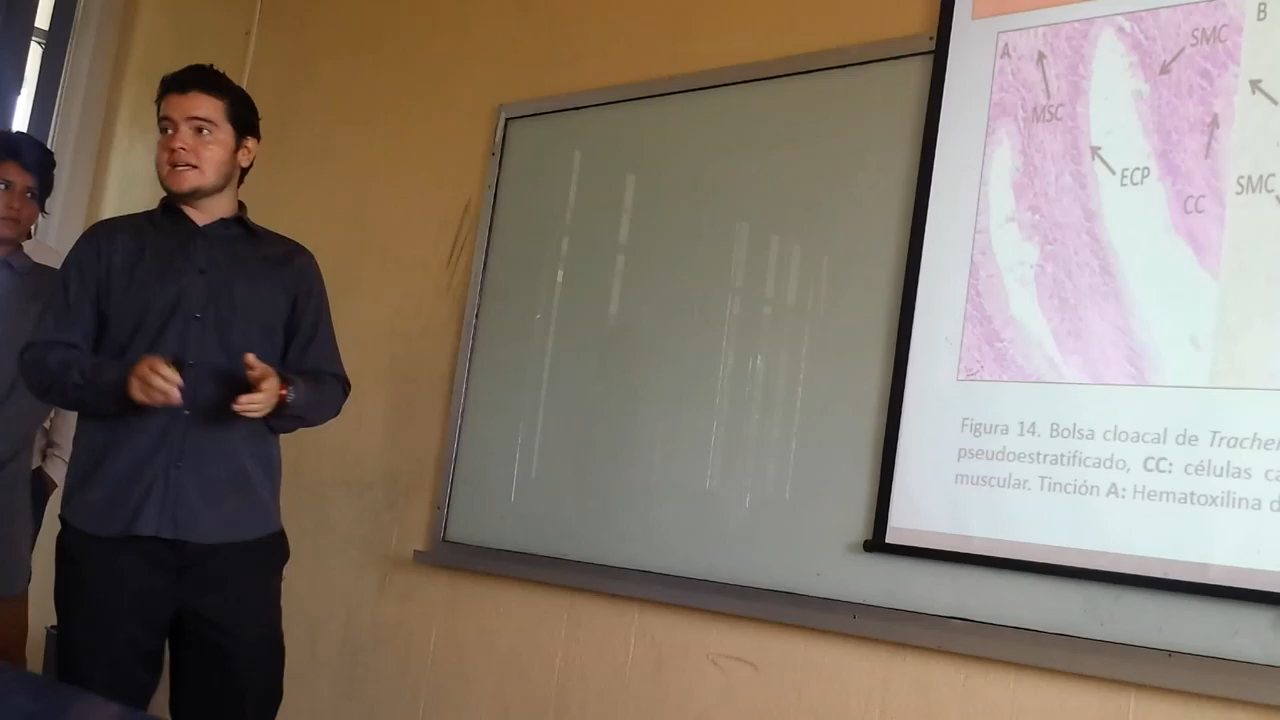 A
B
SMC
MSC
ECP
CC
SMC
Figura 14. Bolsa cloacal de
pseudoestratificado, CC: células
muscular. Tinción A: Hematoxilina